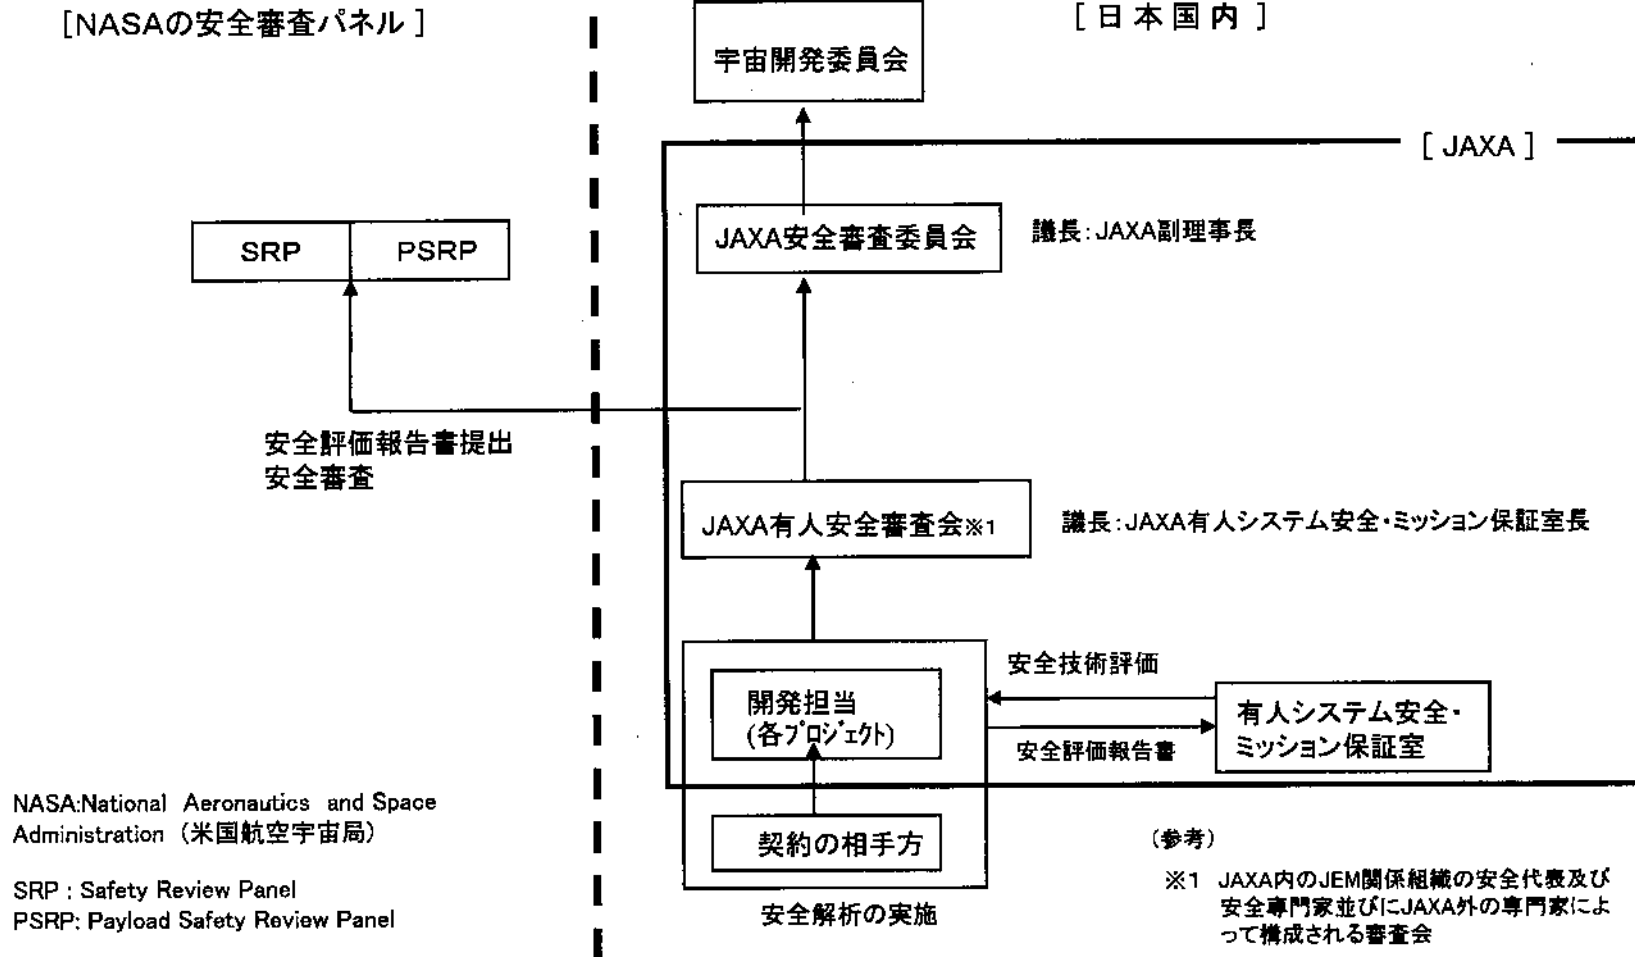 [NASAの安全審査パネル]
[日本国内]
宇宙開発委員会
[JAXA]
JAXA安全審査委員会
議長:JAXA副理事長
SRP
PSRP
安全評価報告書提出
安全審査
JAXA有人安全審査会※1
議長:JAXA有人システム安全・ミッション保証室長
安全技術評価
開発担当
(各プロジェクト)
有人システム安全・
ミッション保証室
安全評価報告書
契約の相手方
安全解析の実施
NASA:National Aeronautics and Space
Administration (米国航空宇宙局)
SRP : Safety Review Panel
PSRP: Payload Safety Review Panel
(参考)
※1 JAXA内のJEM関係組織の安全代表及び
安全専門家並びにJAXA外の専門家によ
って構成される審査会